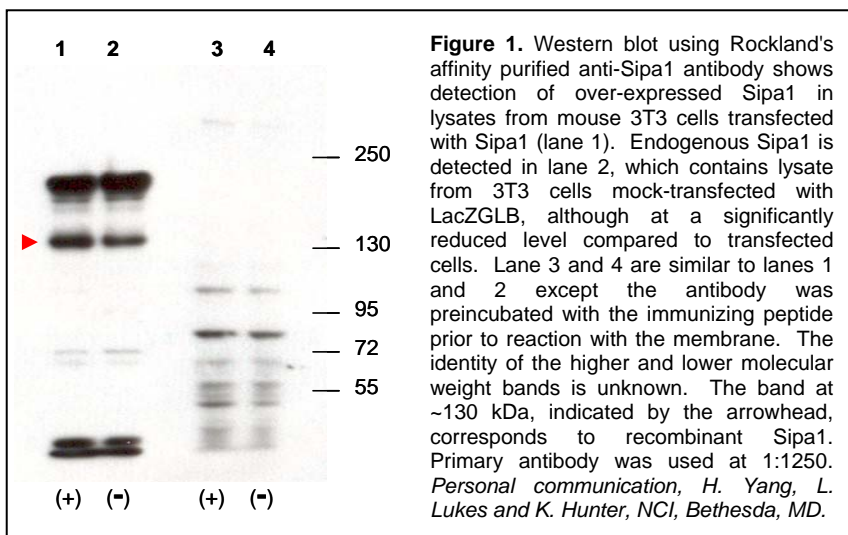 1 2 3 4
250
130
95
72
55
(+) (-) (+) (-)
Figure 1. Western blot using Rockland's
affinity purified anti-Sipa1 antibody shows
detection of over-expressed Sipa1 in
lysates from mouse 3T3 cells transfected
with Sipa1 (lane 1). Endogenous Sipa1 is
detected in lane 2, which contains lysate
from 3T3 cells mock-transfected with
LacZGLB, although at a significantly
reduced level compared to transfected
cells. Lane 3 and 4 are similar to lanes 1
and 2 except the antibody was
preincubated with the immunizing peptide
prior to reaction with the membrane. The
identity of the higher and lower molecular
weight bands is unknown. The band at
~130 kDa, indicated by the arrowhead,
corresponds to recombinant Sipa1.
Primary antibody was used at 1:1250.
Personal communication, H. Yang, L.
Lukes and K. Hunter, NCI, Bethesda, MD.